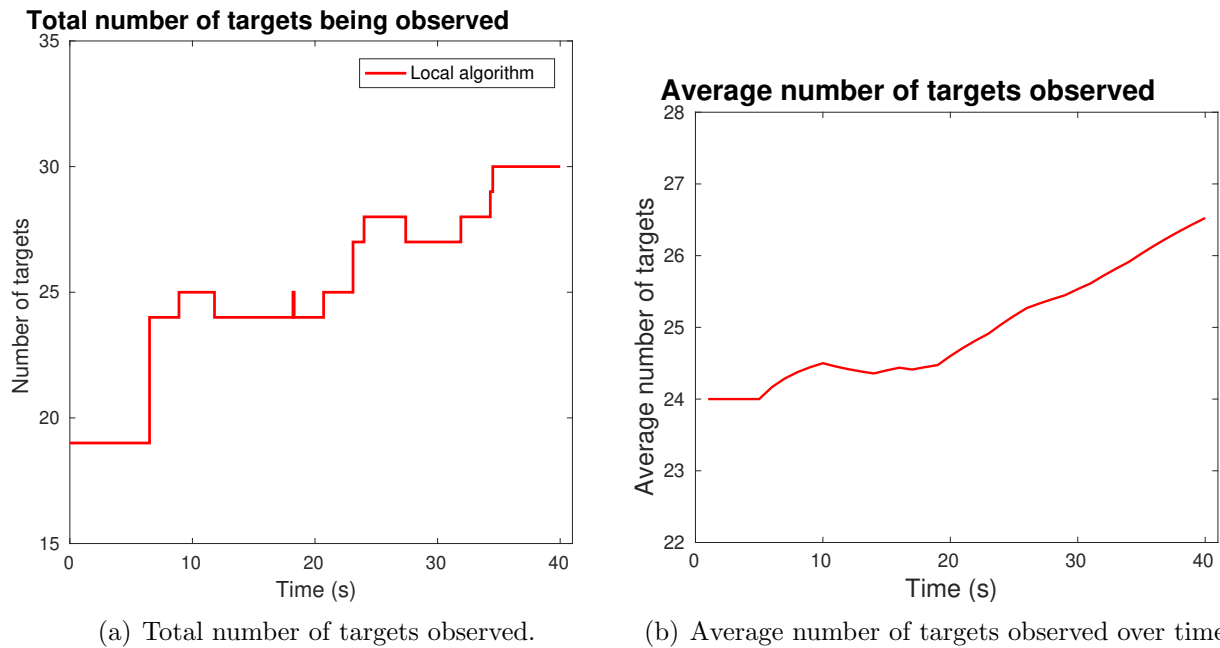 Total number of targets being observed
35
30
25
20
15
Number of targets
Local algorithm
0
10
20
30
40
Time (s)
(a) Total number of targets observed.
Average number of targets observed
28
27
26
25
24
23
22
Average number of targets
0
10
20
30
40
Time (s)
(b) Average number of targets observed over time